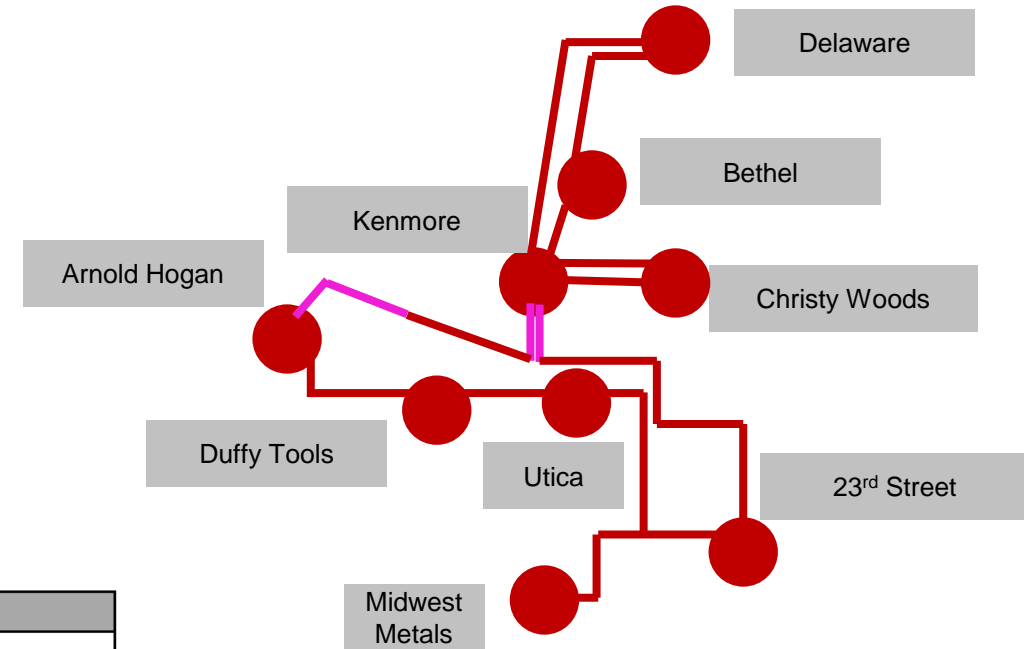 Delaware
Bethel
Kenmore
Arnold Hogan
Christy Woods
Duffy Tools
Utica
23rd Street
Midwest
Metals